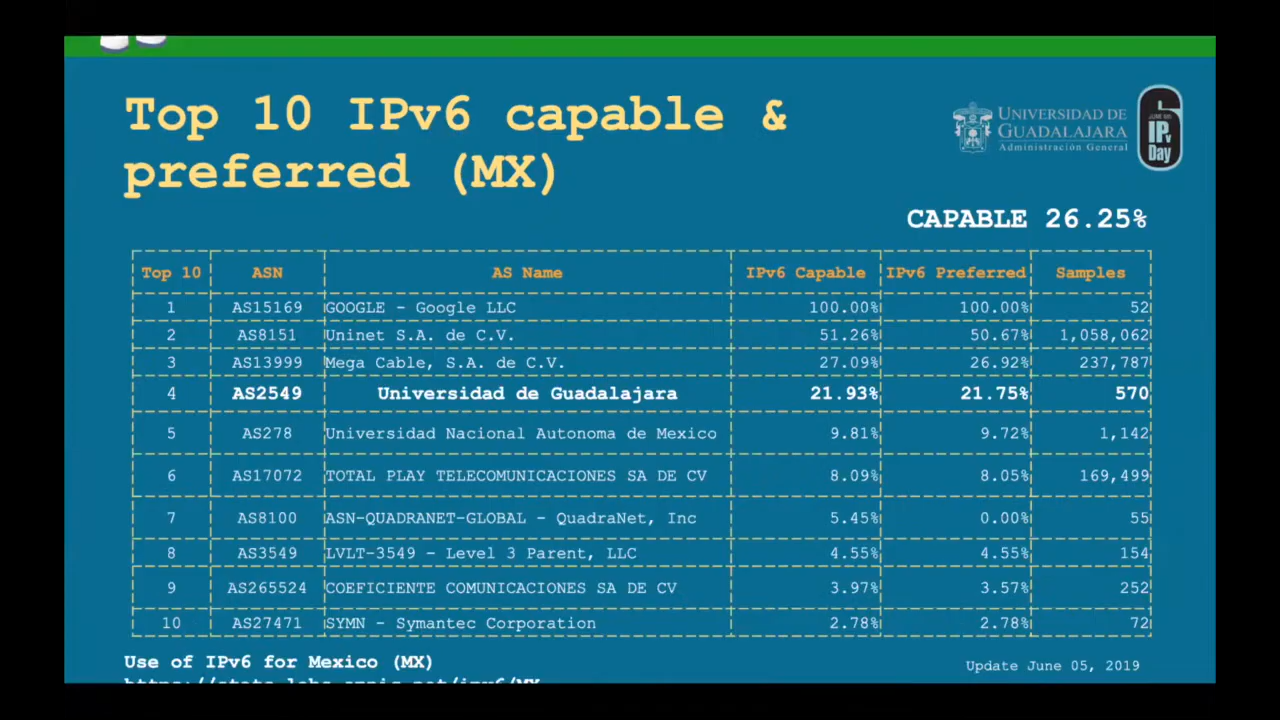 Top 10 IPv6 capable &
preferred (MX)
UNIVERSIDAD DE
GUADALAJARA
Administración General
6
IPv
Day
CAPABLE 26.25%
Top 10 ASN AS Name IPv6 Capable IPv6 Preferred Samples
1 AS15169 GOOGLE - Google LLC 100.00% 100.00% 52
2 AS8151 Uninet S.A. de C.V. 51.26% 50.67% 1,058,062
3 AS13999 Mega Cable, S.A. de C.V. 27.09% 26.92% 237,787
4 AS2549 Universidad de Guadalajara 21.93% 21.75% 570
5 AS278 Universidad Nacional Autonoma de Mexico 9.81% 9.72% 1,142
6 AS17072 TOTAL PLAY TELECOMUNICACIONES SA DE CV 8.09% 8.05% 169,499
7 AS8100 ASN-QUADRANET-GLOBAL - QuadraNet, Inc 5.45% 0.00% 55
8 AS3549 LVLT-3549 - Level 3 Parent, LLC 4.55% 4.55% 154
9 AS265524 COEFICIENTE COMUNICACIONES SA DE CV 3.97% 3.57% 252
10 AS27471 SYMN - Symantec Corporation 2.78% 2.78% 72
Use of IPv6 for Mexico (MX)
Update June 05, 2019
https://stats.labs.apnic.net/ipv6/MX